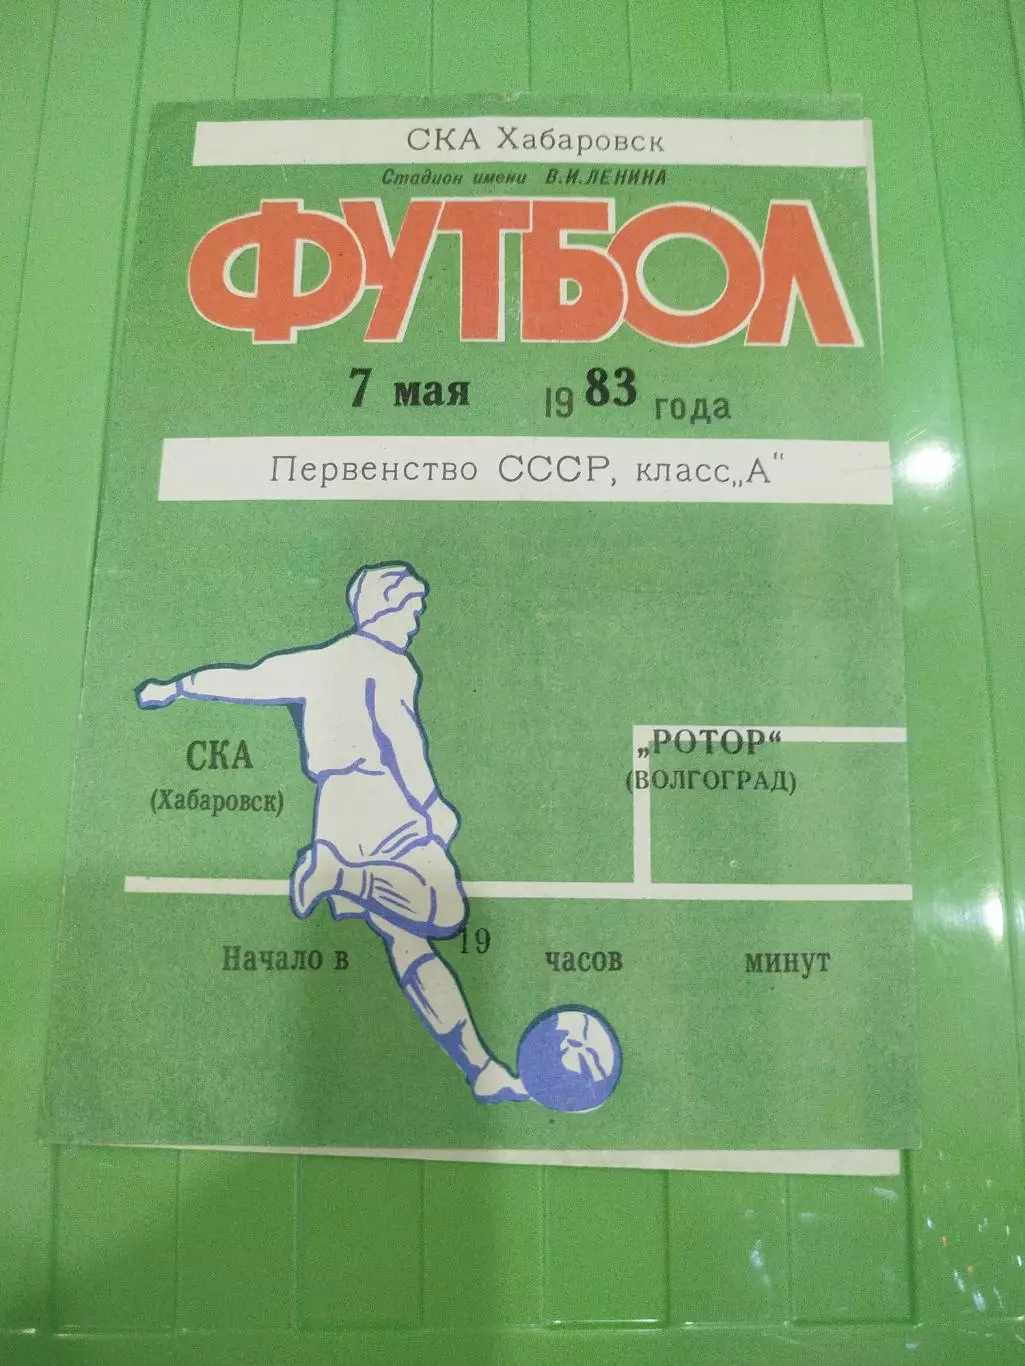 СКА Хабаровск
Стадион имени В.И.ЛЕНИНА
ФУТБОЛ
7 мая 1983 года
Первенство СССР, класс„А“
СКА
(Хабаровск)
„РОТОР“
(ВОЛГОГРАД)
Начало в 19 часов минут